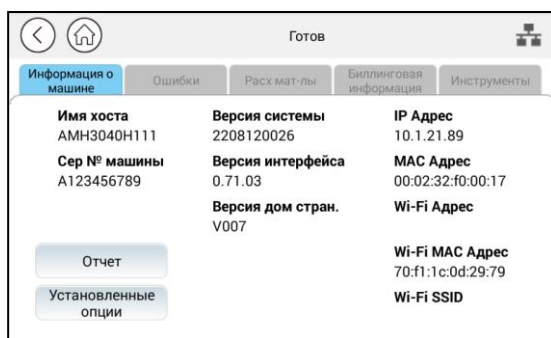 Готов
Информация о
машине
Ошибки
Расх мат-лы
Биллинговая
информация
Инструменты
Имя хоста
AMH3040H111
Сер № машины
A123456789
Отчет
Установленные
опции
Версия системы
2208120026
Версия интерфейса
0.71.03
Версия дом стран.
V007
IP Адрес
10.1.21.89
MAC Адрес
00:02:32:f0:00:17
Wi-Fi Адрес
Wi-Fi MAC Адрес
70:f1:1c:0d:29:79
Wi-Fi SSID